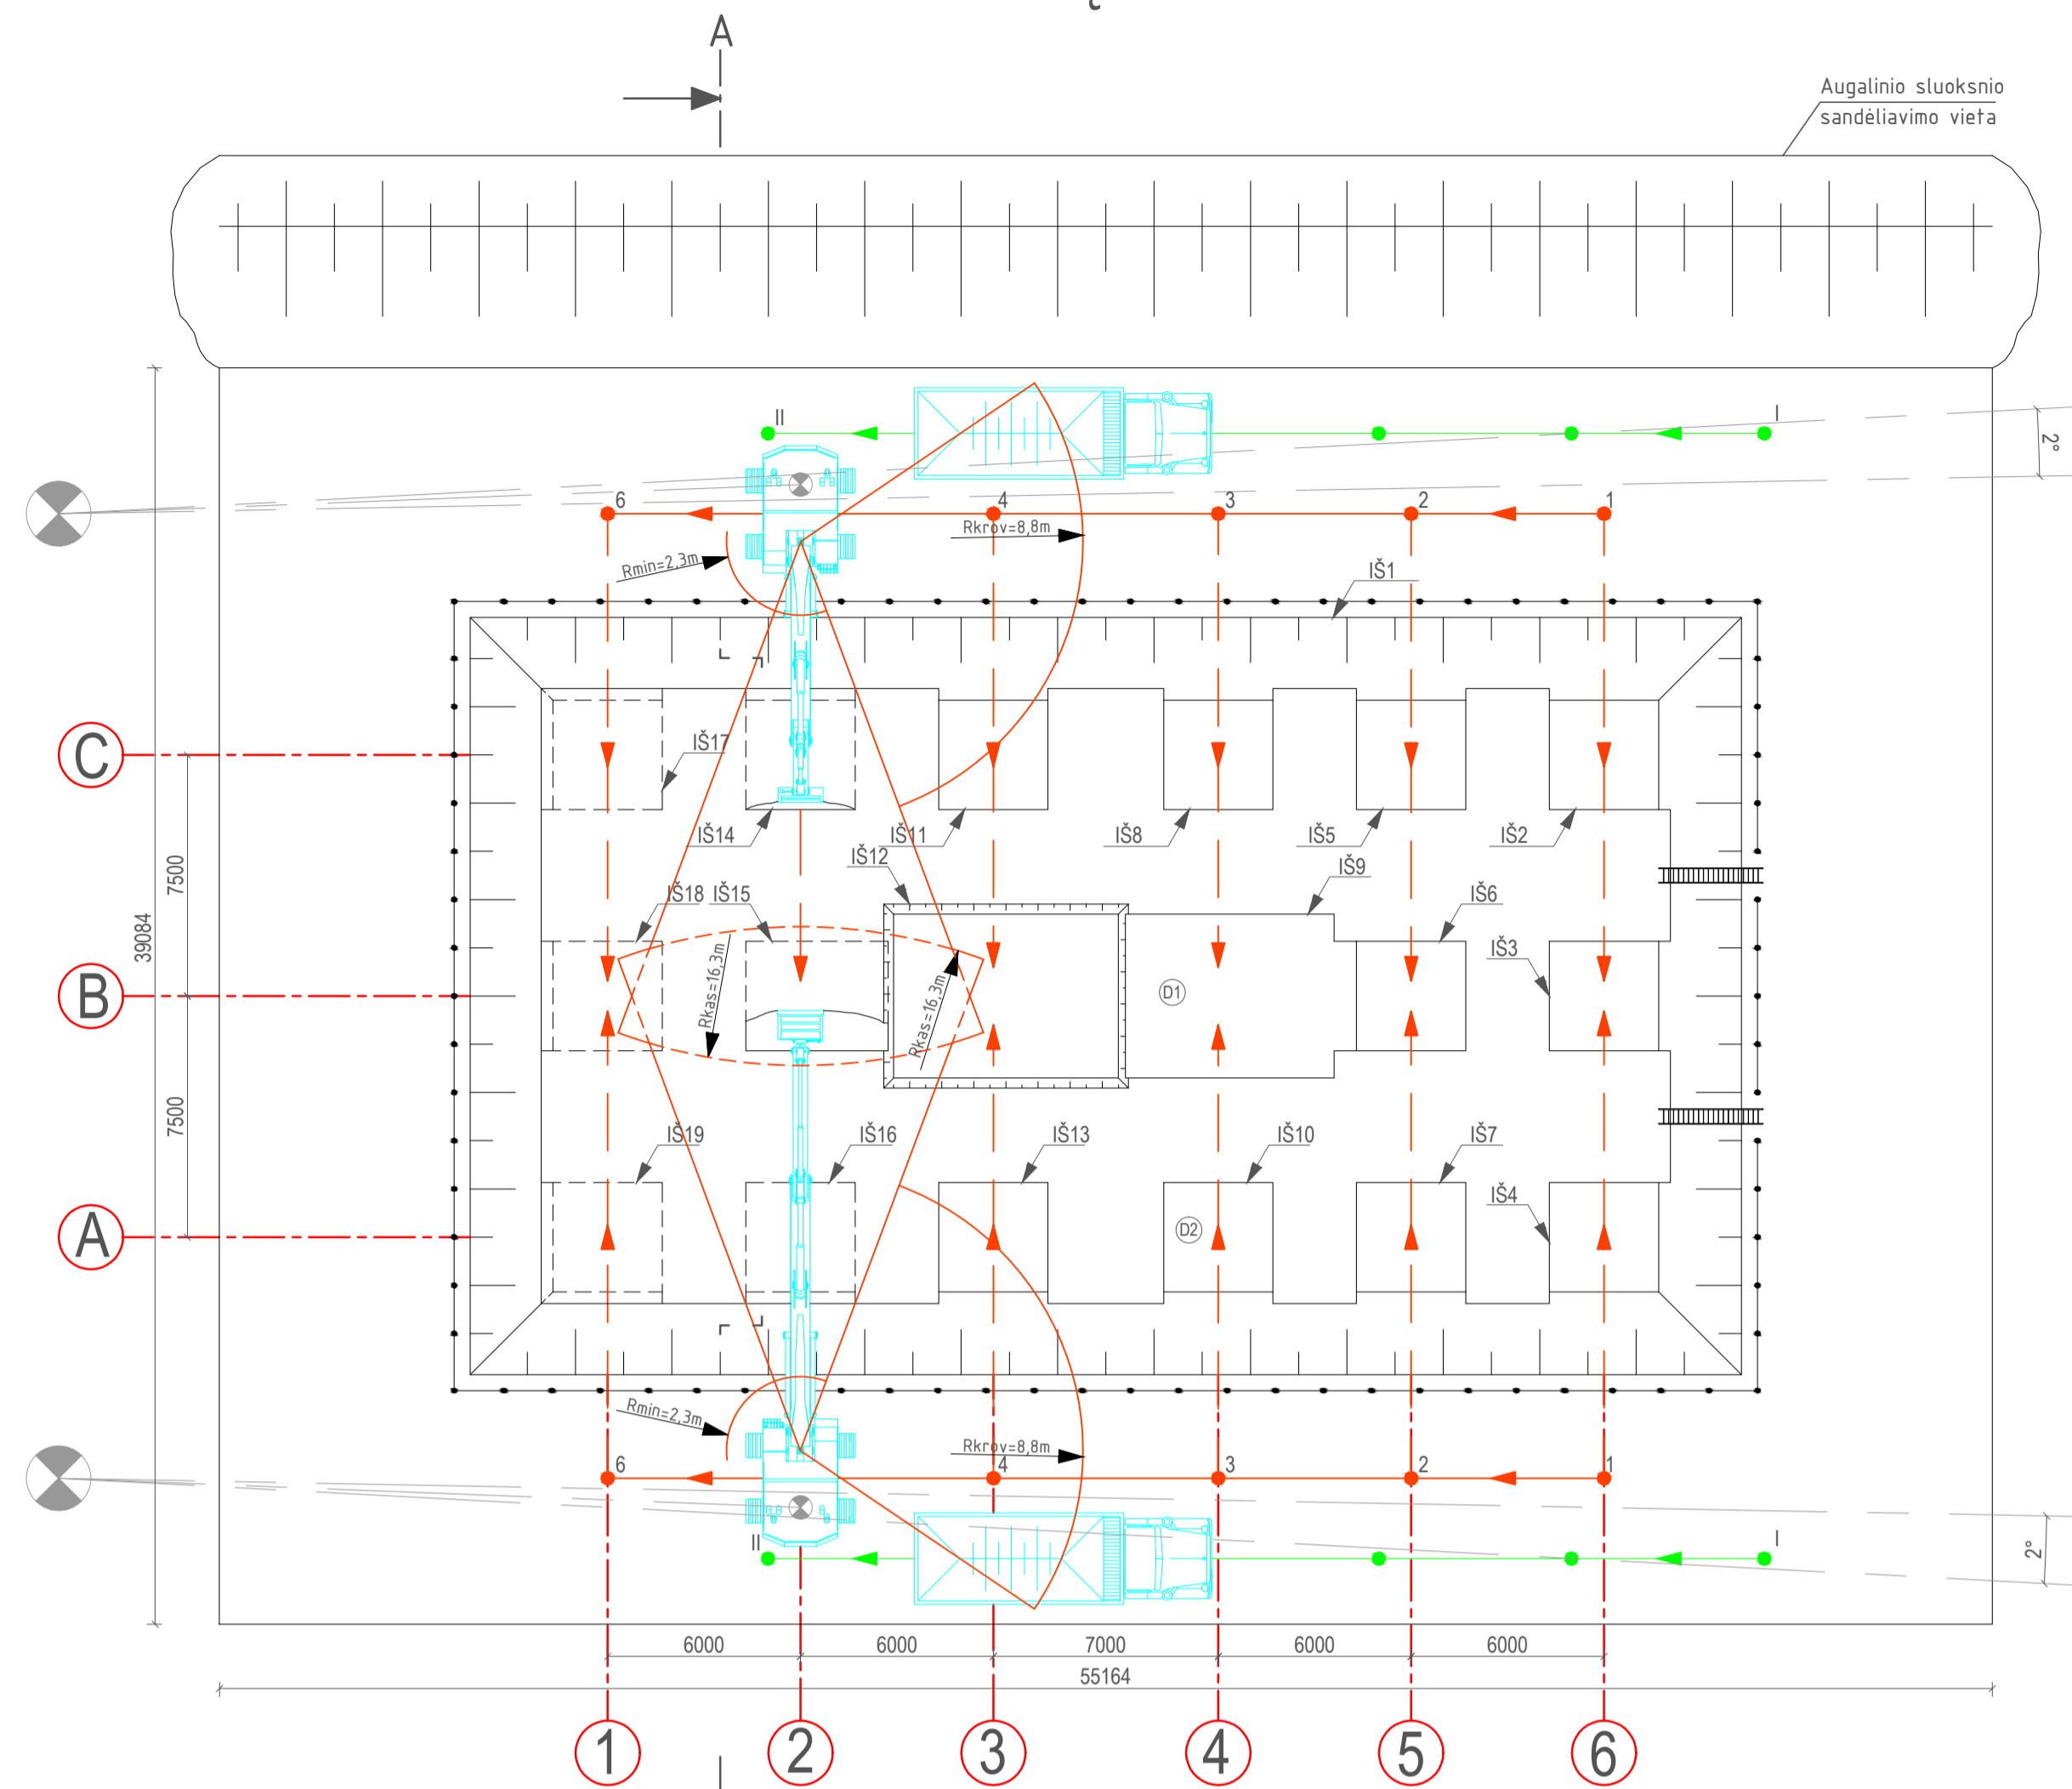 A
Augalinio sluoksnio
sandėliavimo vieta
II
I
2°
6
4
3
2
1
Rkrov=8,8m
Rmin=2,3m
IŠ1
C
IŠ17
IŠ14
IŠ11
IŠ8
IŠ5
IŠ2
IŠ12
IŠ9
7500
IŠ18
IŠ15
IŠ6
39084
IŠ3
Rkas=16,3m
Rkas=16,3m
B
D1
7500
IŠ19
IŠ16
IŠ13
IŠ10
IŠ7
IŠ4
A
D2
Rmin=2,3m
Rkrov=8,8m
6
4
3
2
1
II
I
2°
6000
6000
7000
6000
6000
55164
1
2
3
4
5
6